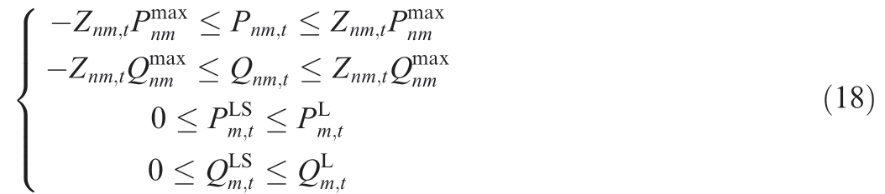 −Z_{nm,t}P_{nm}^{max} ≤ P_{nm,t} ≤ Z_{nm,t}P_{nm}^{max}
−Z_{nm,t}Q_{nm}^{max} ≤ Q_{nm,t} ≤ Z_{nm,t}Q_{nm}^{max}
0 ≤ P_{m,t}^{LS} ≤ P_{m,t}^{L}
0 ≤ Q_{m,t}^{LS} ≤ Q_{m,t}^{L}
(18)